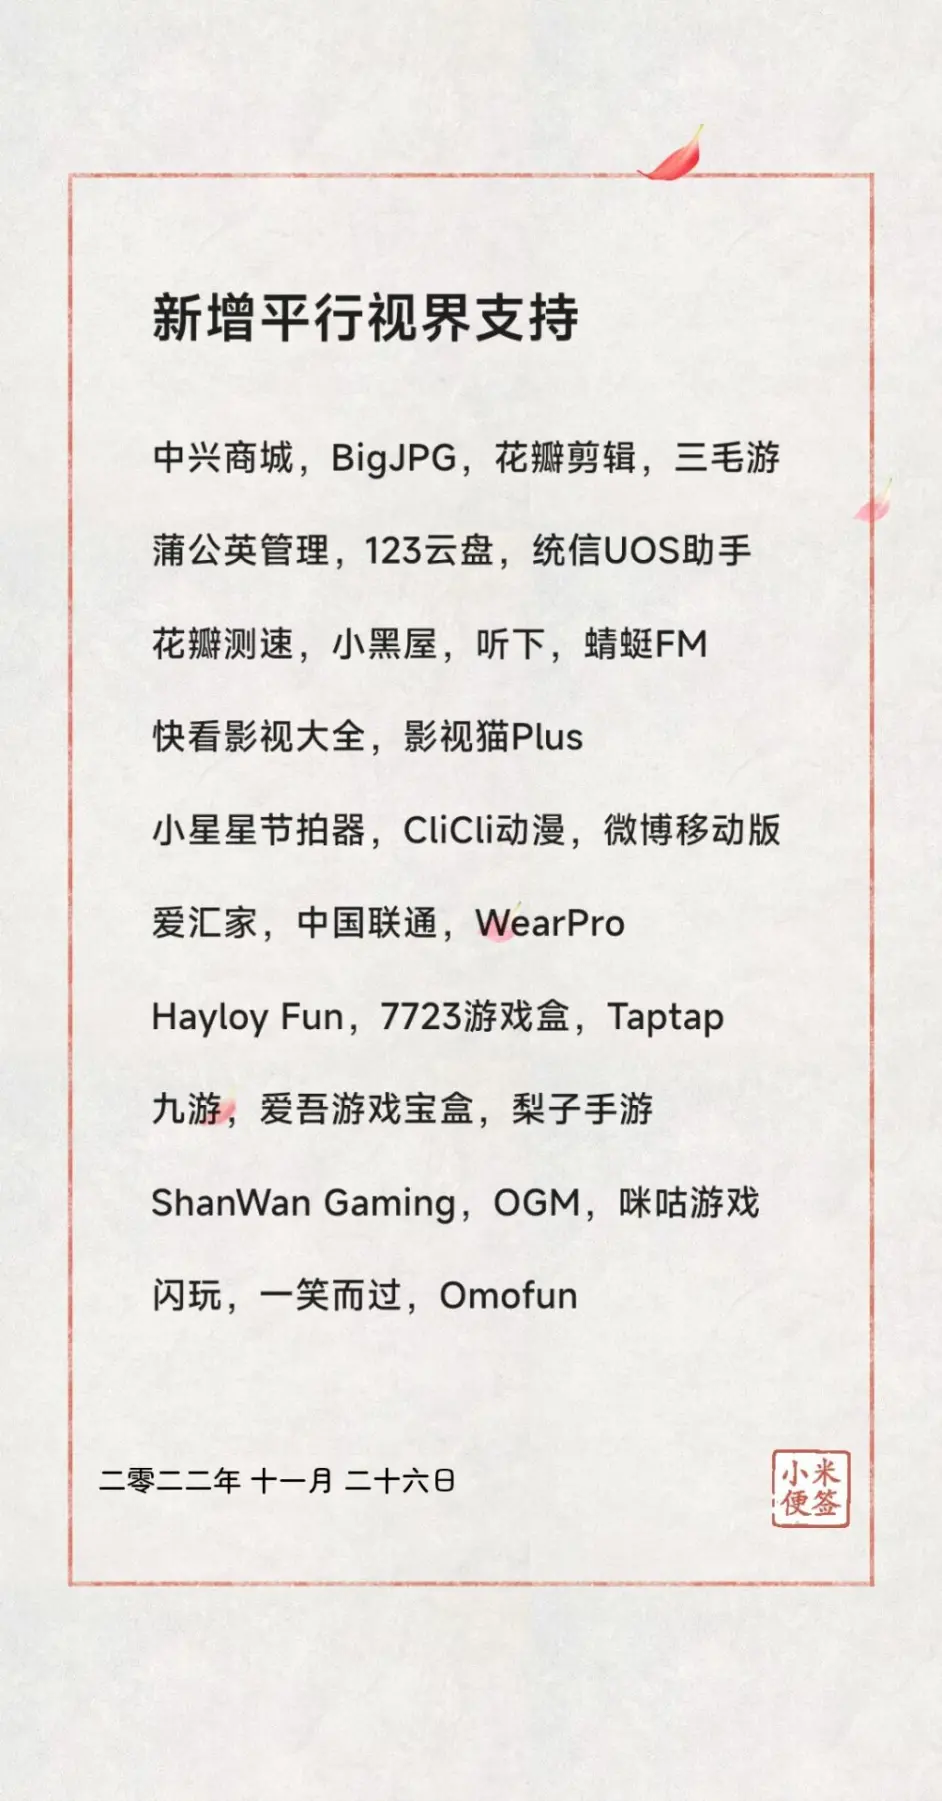 新增平行视界支持
中兴商城，BigJPG，花瓣剪辑，三毛游
蒲公英管理，123云盘，统信UOS助手
花瓣测速，小黑屋，听下，蜻蜓FM
快看影视大全，影视猫Plus
小星星节拍器，CliCli动漫，微博移动版
爱汇家，中国联通，WearPro
Hayloy Fun，7723游戏盒，Taptap
九游，爱吾游戏宝盒，梨子手游
ShanWan Gaming，OGM，咪咕游戏
闪玩，一笑而过，Omofun
二零二二年 十一月 二十六日
小米
便签